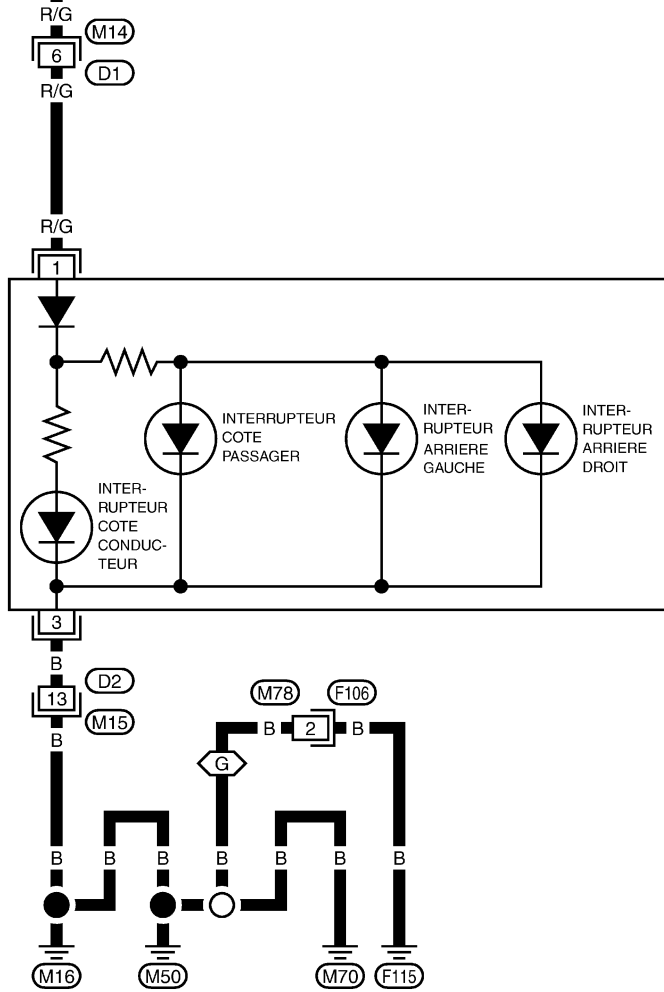 R/G
M14
6
D1
R/G
R/G
1
INTERRUPTEUR
COTE
PASSAGER
INTER-
RUPTEUR
ARRIERE
GAUCHE
INTER-
RUPTEUR
ARRIERE
DROIT
INTER-
RUPTEUR
COTE
CONDUC-
TEUR
3
B
D2
13
M15
B
M78
F106
B
2
B
G
B
B
B
B
B
B
M16
M50
M70
F115